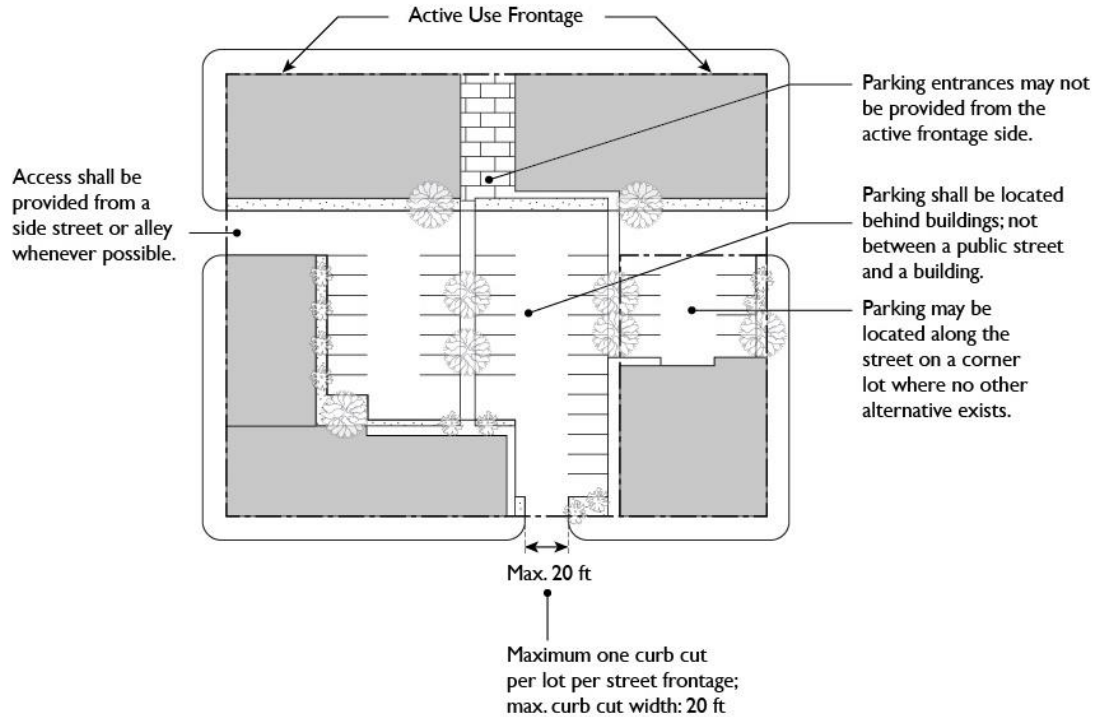 Active Use Frontage
Parking entrances may not
be provided from the
active frontage side.
Access shall be
provided from a
side street or alley
whenever possible.
Parking shall be located
behind buildings; not
between a public street
and a building.
Parking may be
located along the
street on a corner
lot where no other
alternative exists.
Max. 20 ft
Maximum one curb cut
per lot per street frontage;
max. curb cut width: 20 ft